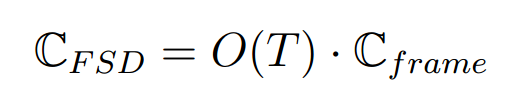 ℂ_{FSD} = O(T) · ℂ_{frame}